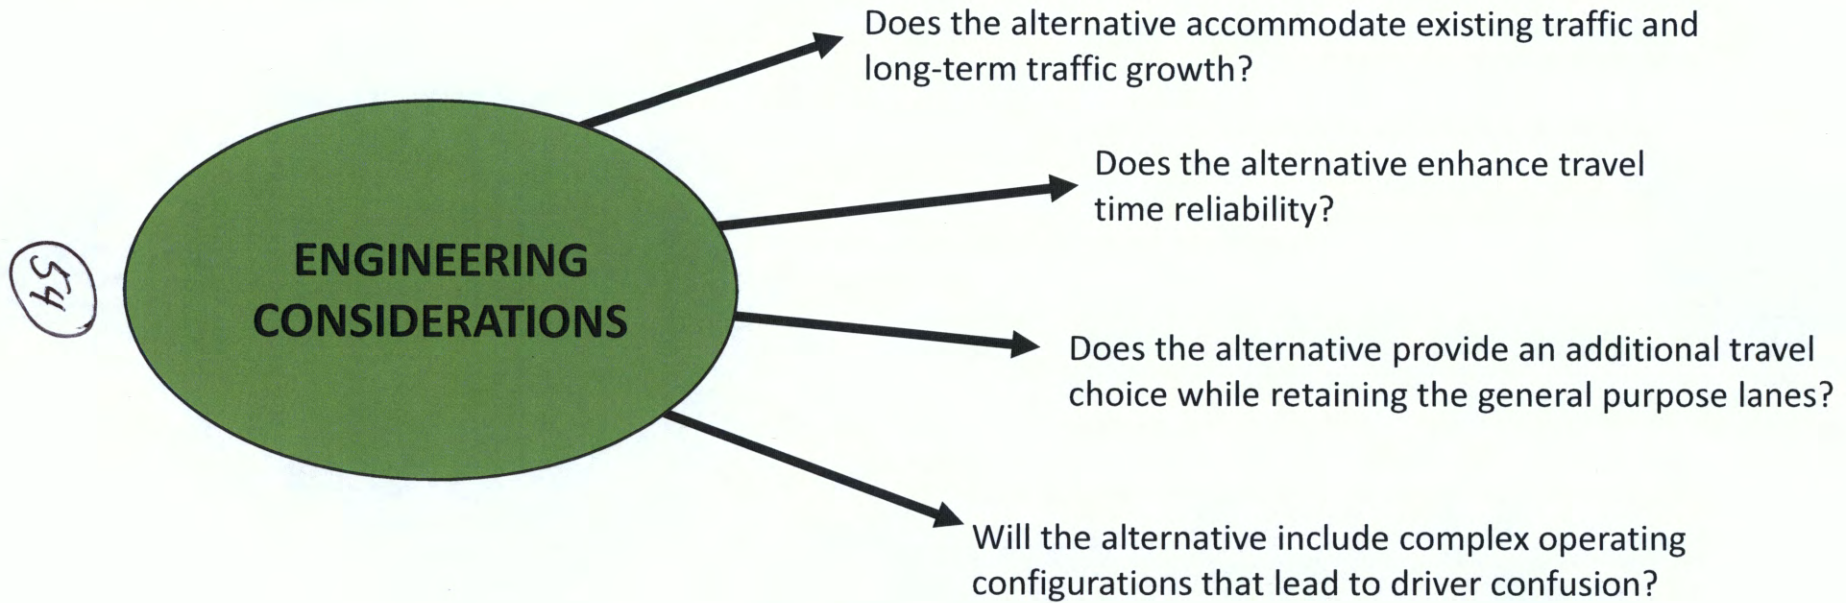 Does the alternative accommodate existing traffic and
long-term traffic growth?
Does the alternative enhance travel
time reliability?
ENGINEERING
CONSIDERATIONS
54
Does the alternative provide an additional travel
choice while retaining the general purpose lanes?
Will the alternative include complex operating
configurations that lead to driver confusion?